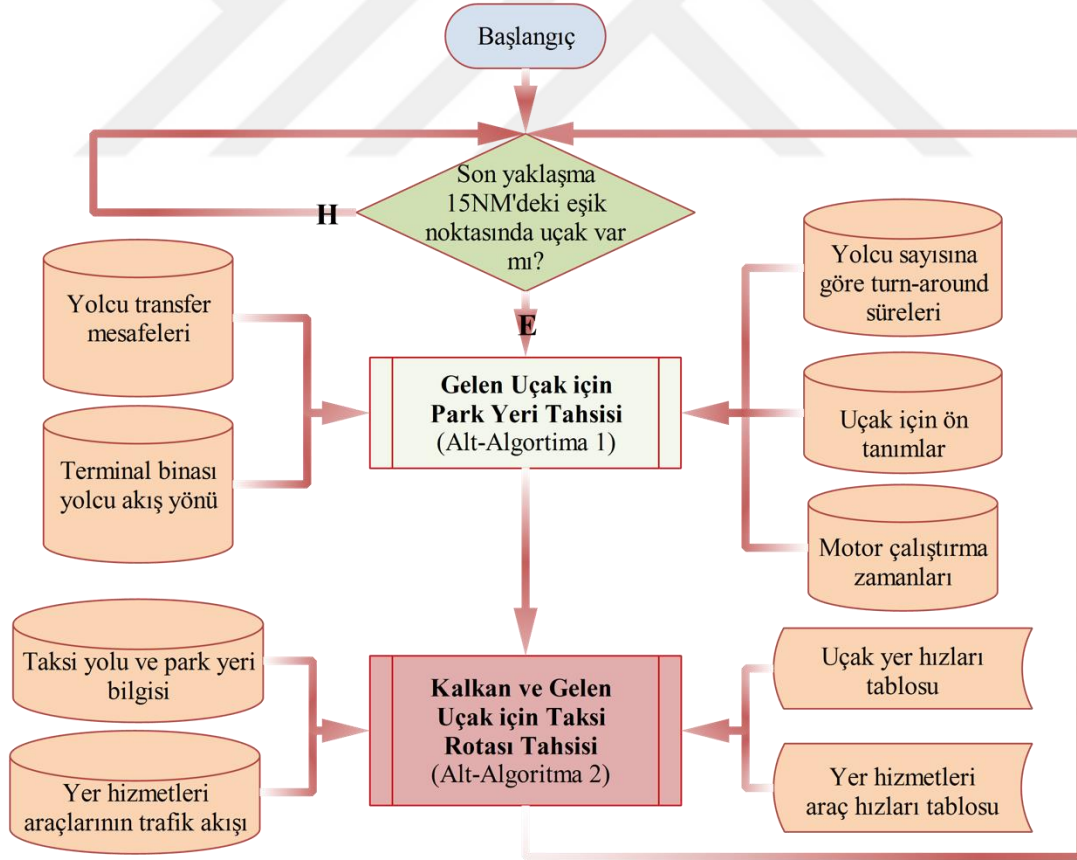 Başlangıç
Son yaklaşma
15NM'deki eşik
noktasında uçak var
mı?
H
E
Yolcu transfer
mesafeleri
Terminal binası
yolcu akış yönü
Yolcu sayısına
göre turn-around
süreleri
Uçak için ön
tanımlar
Motor çalıştırma
zamanları
Gelen Uçak için
Park Yeri Tahsisi
(Alt-Algortima 1)
Taksi yolu ve park yeri
bilgisi
Yer hizmetleri
araçlarının trafik akışı
Kalkan ve Gelen
Uçak için Taksi
Rotası Tahsisi
(Alt-Algoritma 2)
Uçak yer hızları
tablosu
Yer hizmetleri
araç hızları tablosu